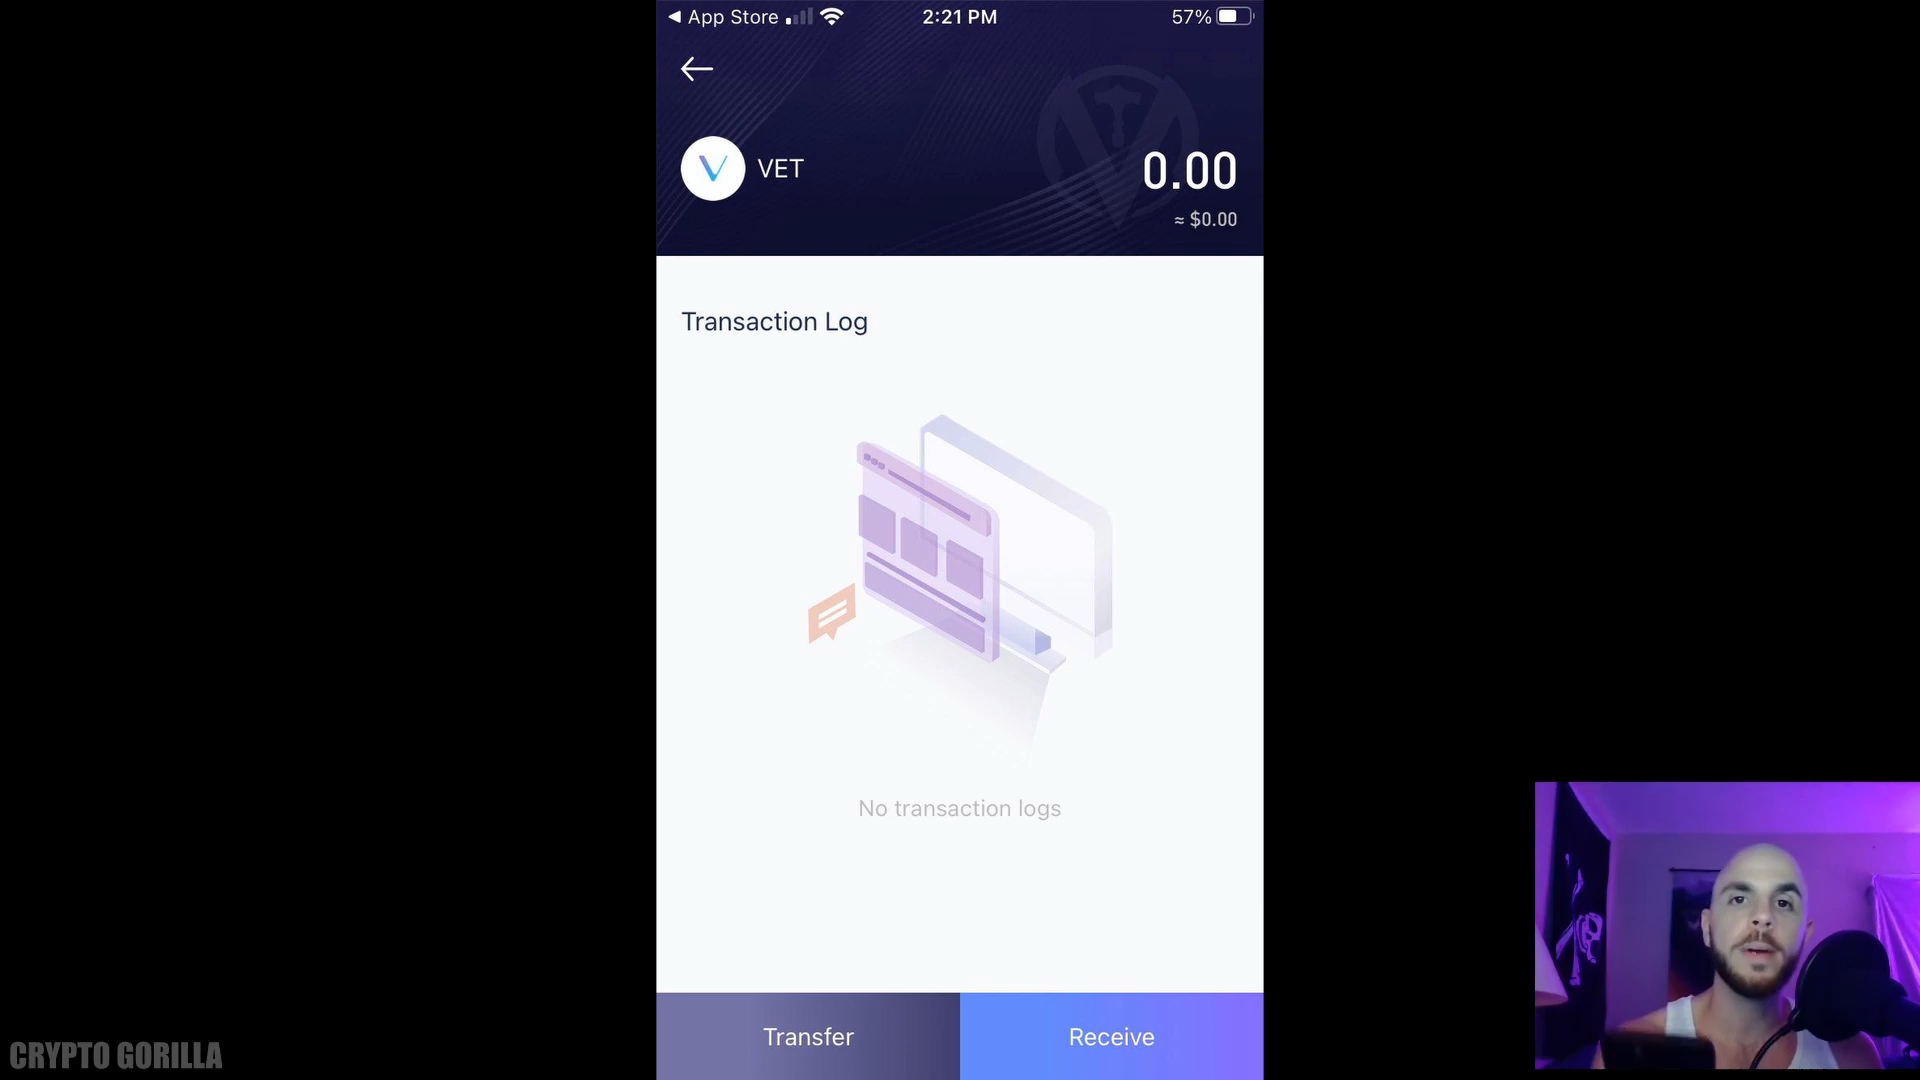 App Store
2:21 PM
57%
VET
0.00
≈ $0.00
Transaction Log
No transaction logs
Transfer
Receive
CRYPTO GORILLA